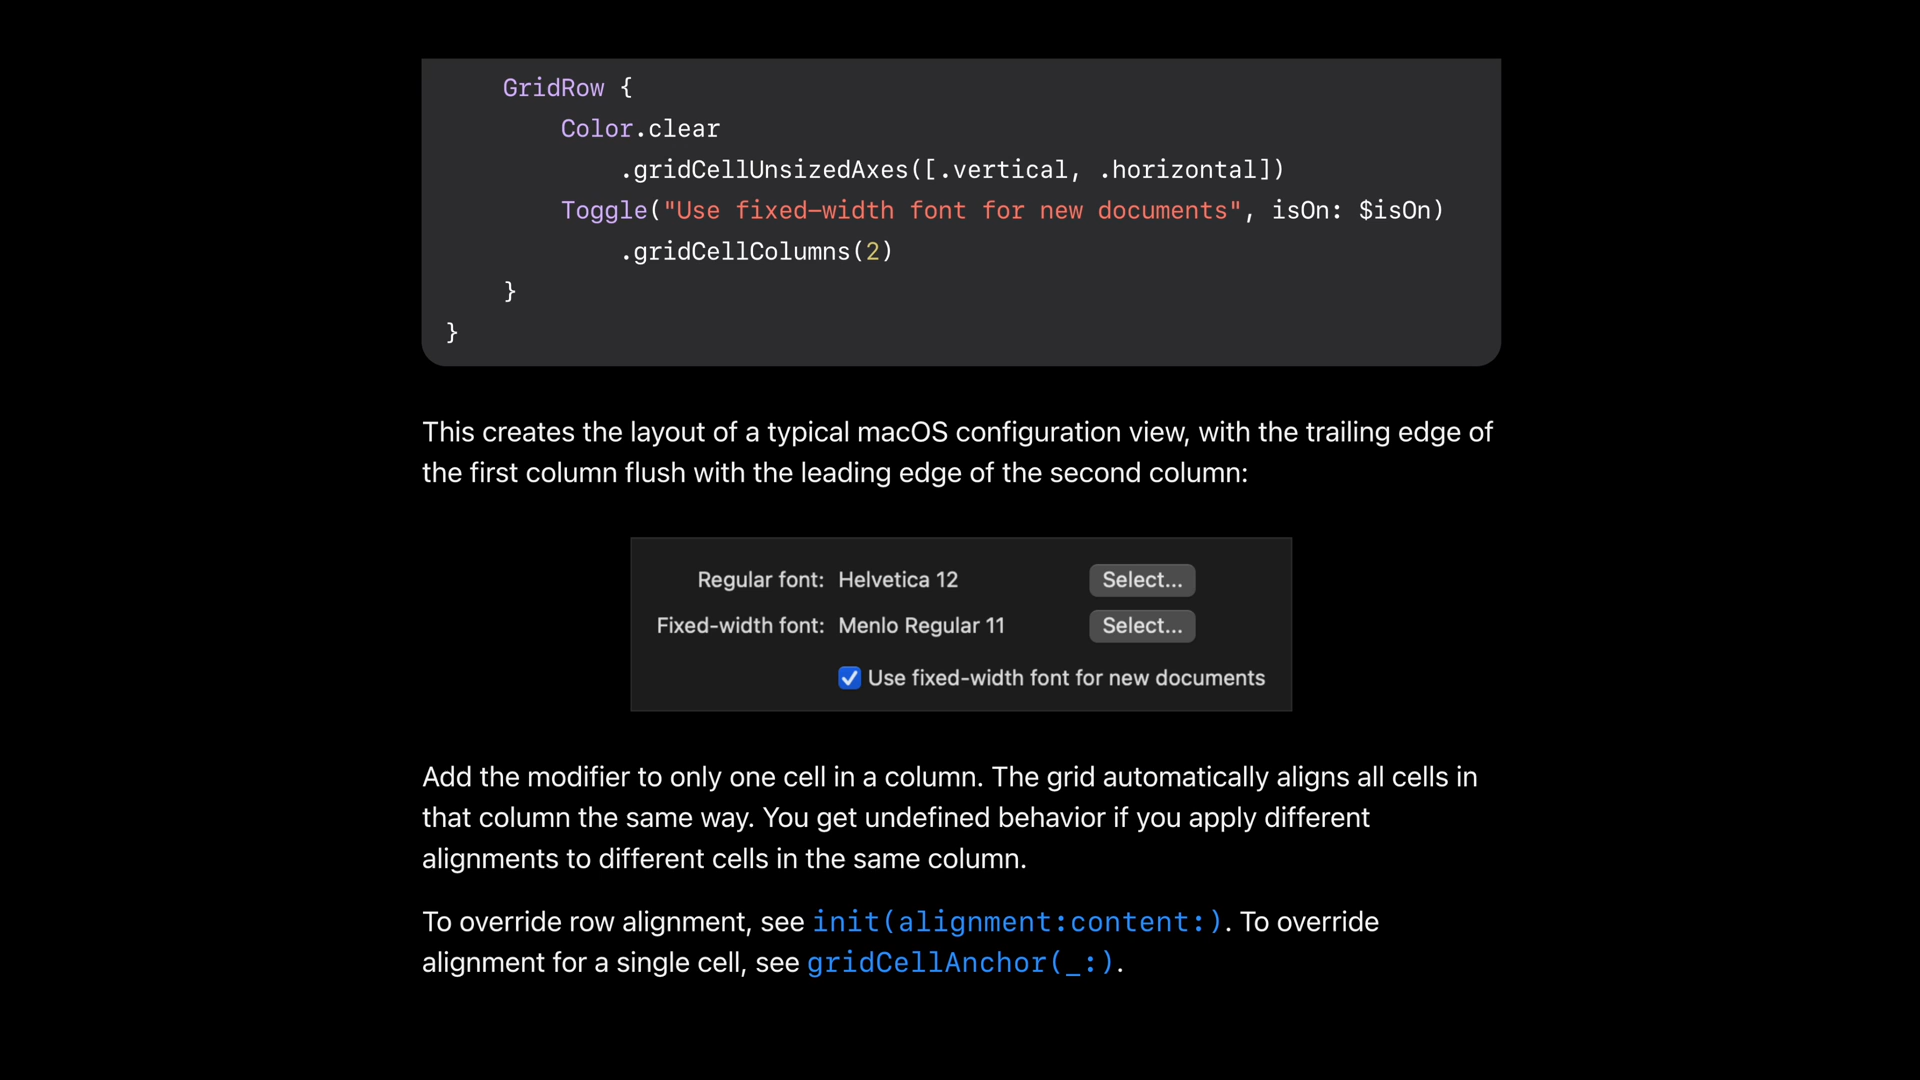 GridRow {
Color.clear
.gridCellUnsizedAxes([.vertical, .horizontal])
Toggle("Use fixed-width font for new documents", isOn: $isOn)
.gridCellColumns(2)
}
}
This creates the layout of a typical macOS configuration view, with the trailing edge of
the first column flush with the leading edge of the second column:
Regular font: Helvetica 12 Select...
Fixed-width font: Menlo Regular 11 Select...
Use fixed-width font for new documents
Add the modifier to only one cell in a column. The grid automatically aligns all cells in
that column the same way. You get undefined behavior if you apply different
alignments to different cells in the same column.
To override row alignment, see init(alignment:content:). To override
alignment for a single cell, see gridCellAnchor(_:).